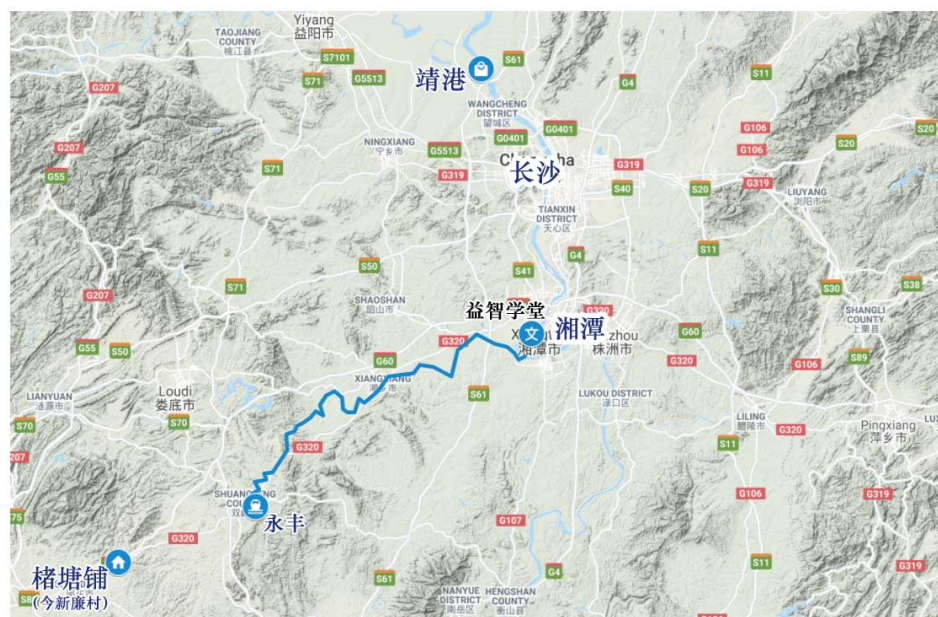 Yiyang
益阳市
TAOJIANG
COUNTY
桃江县
S7101
S71
G5513
S61
S11
G4
靖港
G207
WANGCHENG
DISTRICT
望城区
G0401
G0401
G106
S20
NINGXIANG
宁乡市
G5513
G207
G106
S20
长沙
G319
G319
S71
G55
S40
S20
G319
LIUYANG
浏阳市
TIANXIN
DISTRICT
天心区
S11
G4
S50
S41
S71
G207
SHAOSHAN
韶山市
S30
S38
益智学堂
G320
SHANGLI
COUNTY
上栗县
湘潭
G320
湘潭市
株洲市
G60
G55
S50
G60
G320
G106
S89
Loudi
娄底市
LIANYUAN
涟源市
S61
LUKOU DISTRICT
渌口区
S70
S70
LILING
醴陵市
G320
Pingxiang
萍乡市
S11
G320
207
G106
G319
永丰
G107
G320
楮塘铺
(今新廉村)
S61
G4
S11
G319
NANYUE
DISTRICT
南岳区
HENGSHAN
COUNTY
衡山县